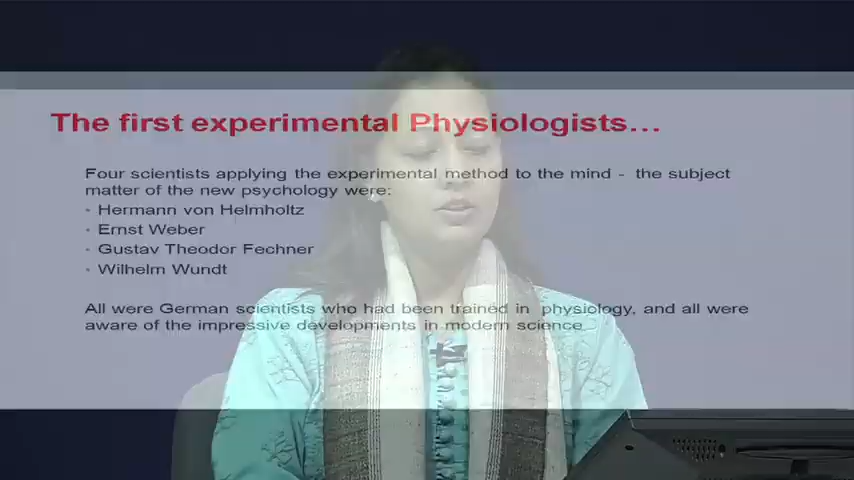 The first experimental Physiologists...
Four scientists applying the experimental method to the mind - the subject
matter of the new psychology were:
• Hermann von Helmholtz
• Ernst Weber
• Gustav Theodor Fechner
• Wilhelm Wundt
All were German scientists who had been trained in physiology, and all were
aware of the impressive developments in modern science